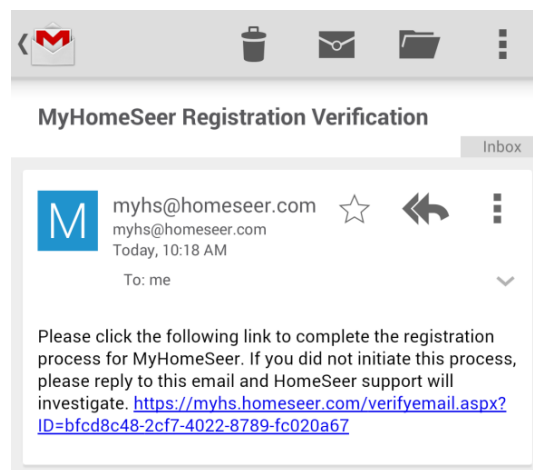 MyHomeSeer Registration Verification
Inbox
M
myhs@homeseer.com
myhs@homeseer.com
Today, 10:18 AM
To: me
Please click the following link to complete the registration
process for MyHomeSeer. If you did not initiate this process,
please reply to this email and HomeSeer support will
investigate. https://myhs.homeseer.com/verifyemail.aspx?
ID=bfcd8c48-2cf7-4022-8789-fc020a67